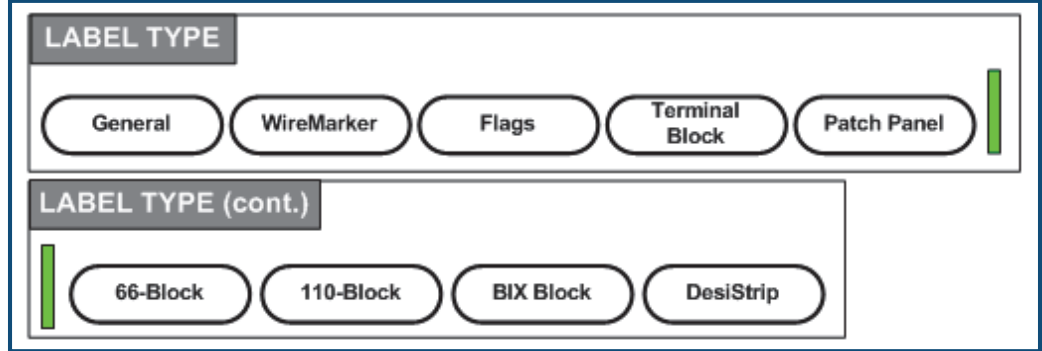 LABEL TYPE
General WireMarker Flags Terminal Block Patch Panel
LABEL TYPE (cont.)
66-Block 110-Block BIX Block DesiStrip